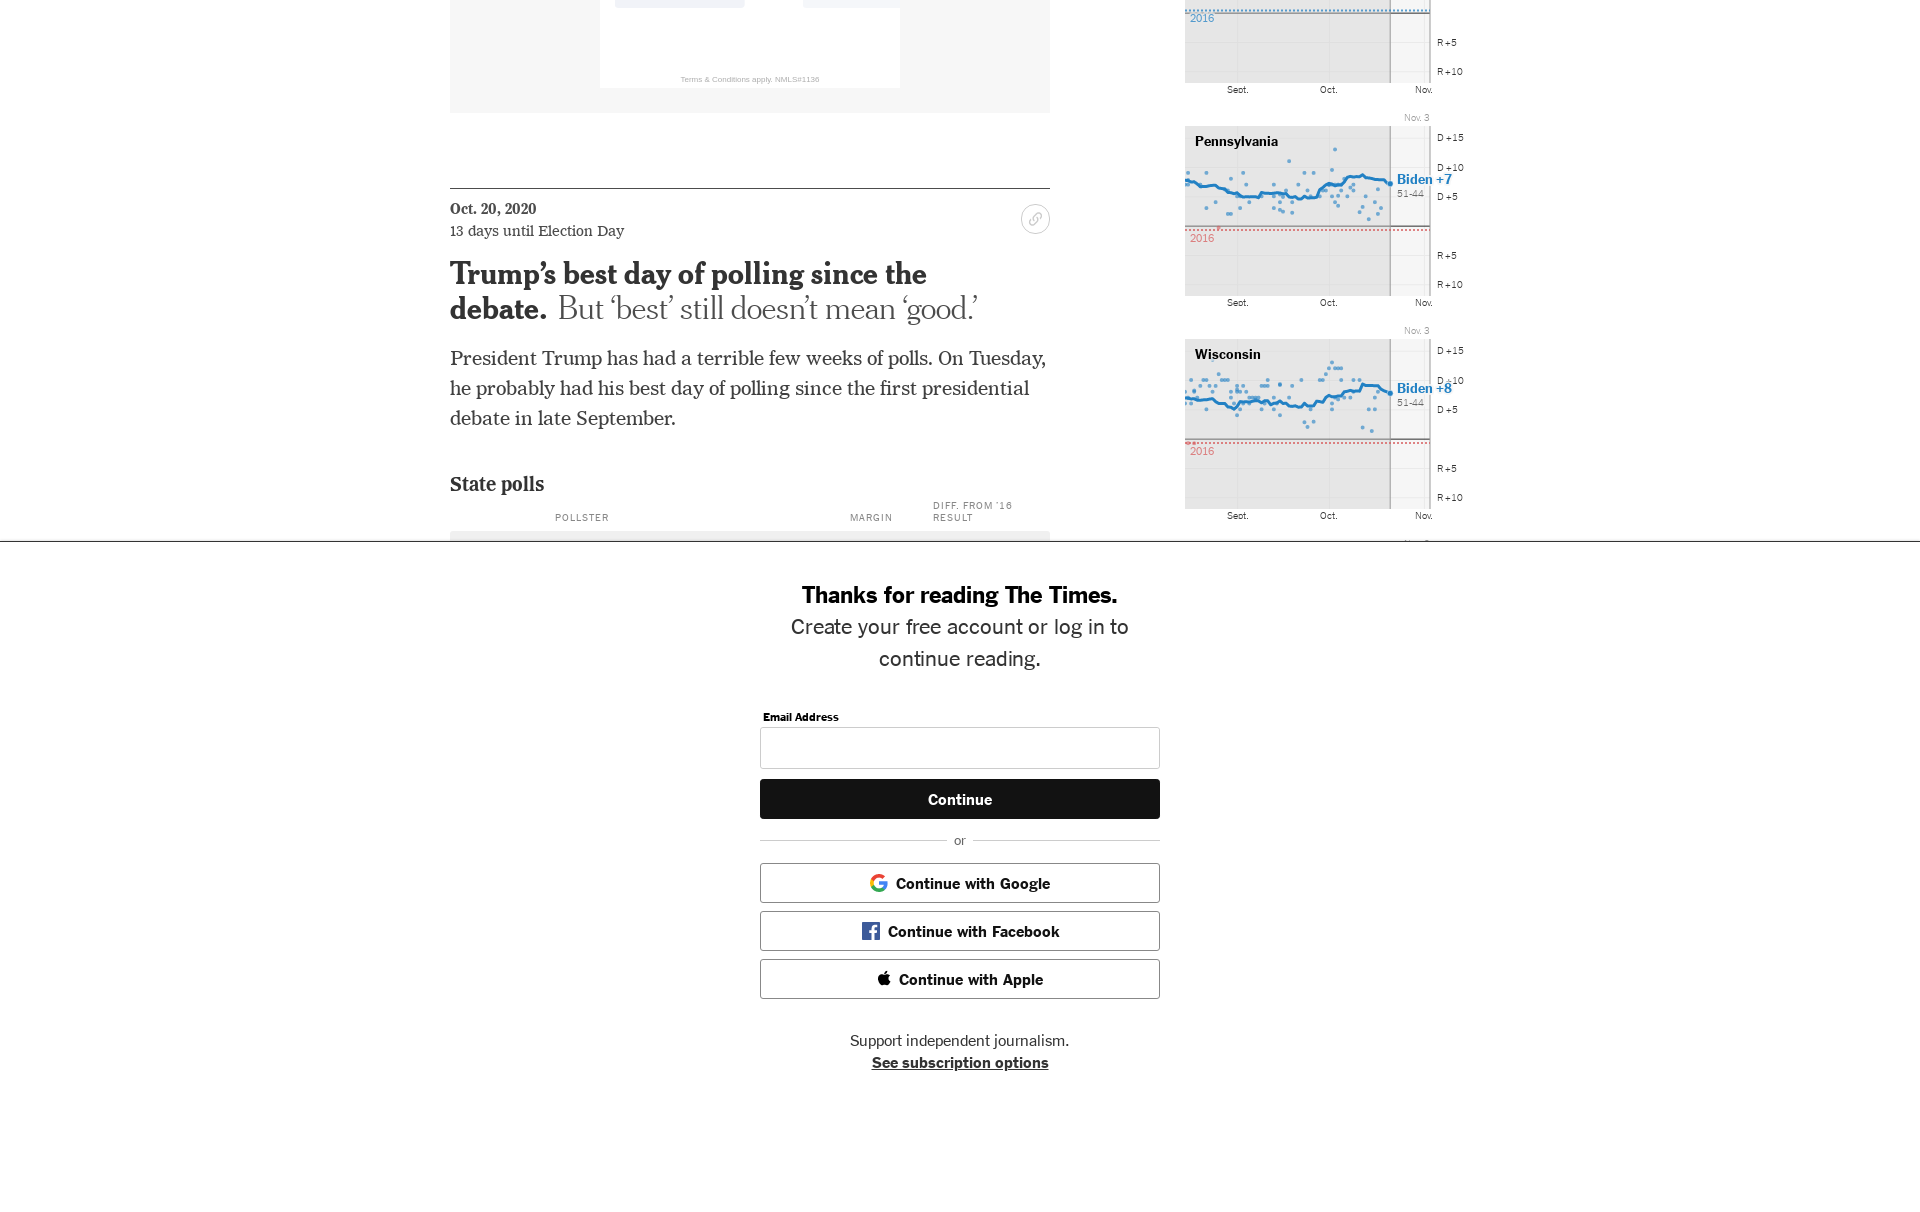 Terms & Conditions apply. NMLS#1136
Oct. 20, 2020
13 days until Election Day
Trump’s best day of polling since the
debate. But ‘best’ still doesn’t mean ‘good.’
President Trump has had a terrible few weeks of polls. On Tuesday,
he probably had his best day of polling since the first presidential
debate in late September.
State polls
POLLSTER
MARGIN
DIFF. FROM ’16
RESULT
2016
R+5
R+10
Sept.
Oct.
Nov.
Nov. 3
Pennsylvania
D+15
D+10
Biden +7
51-44
D+5
2016
R+5
R+10
Sept.
Oct.
Nov.
Nov. 3
Wisconsin
D+15
D+10
Biden +8
51-44
D+5
2016
R+5
R+10
Sept.
Oct.
Nov.
Thanks for reading The Times.
Create your free account or log in to
continue reading.
Email Address
Continue
or
Continue with Google
Continue with Facebook
Continue with Apple
Support independent journalism.
See subscription options